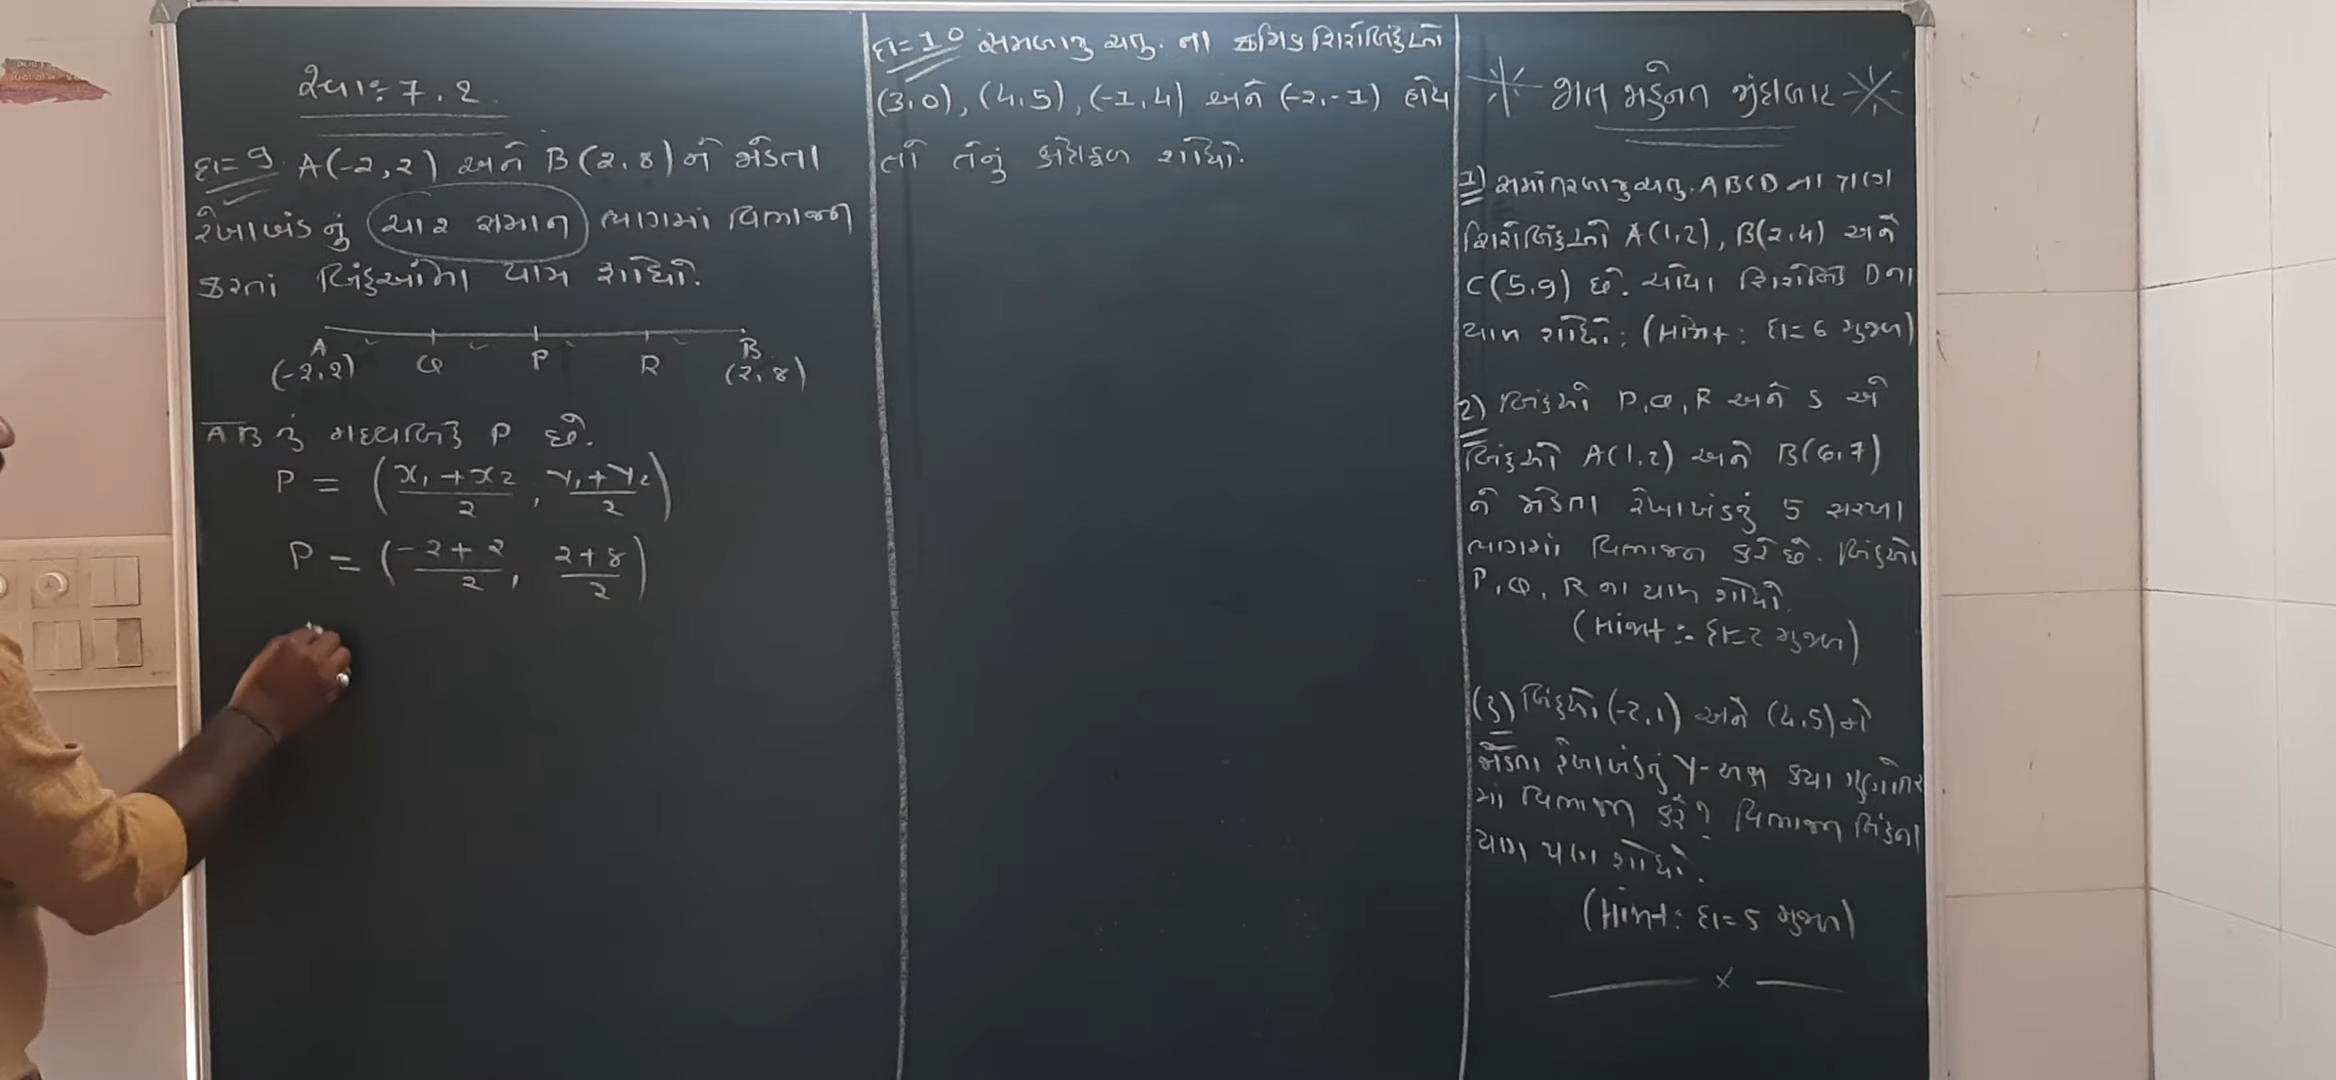 સ્વા: 7.2
દા=9 A(-2,2) અને B(2,8) ને જોડતા
રેખાખંડનું ચાર સમાન ભાગમાં વિભાજન
કરતાં બિંદુઓના યામ શોધો.
A Q P R B
(-2,2) (2,8)
AB નું મધ્યબિંદુ P છે.
P = (x₁+x₂/2, y₁+y₂/2)
P = (-2+2/2, 2+8/2)
દા=10 સમબાજુ ચતુ. ના ક્રમિક શિરોબિંદુઓ
(3,0), (4,5), (-1,4) અને (-2,-1) હોય
તો તેનું ક્ષેત્રફળ શોધો.
જાત મહેનત ઝીંદાબાદ
1) સમાંતરબાજુ ચતુ. ABCD ના ત્રણ
શિરોબિંદુઓ A(1,2), B(2,4) અને
C(5,9) છે. ચોથા શિરોબિંદુ D ના
યામ શોધો. (Hint: દા=6 મુજબ)
2) બિંદુઓ P, Q, R અને S એ
બિંદુઓ A(1,2) અને B(6,7)
ને જોડતા રેખાખંડનું 5 સરખા
ભાગમાં વિભાજન કરે છે. બિંદુઓ
P, Q, R ના યામ શોધો.
(Hint :- દા=2 મુજબ)
(3) બિંદુઓ (-2,1) અને (4,5) ને
જોડતા રેખાખંડનું Y-અક્ષ કયા ગુણોત્તર
માં વિભાજન કરે? વિભાજન બિંદુના
યામ પણ શોધો.
(Hint: દા=5 મુજબ)
x